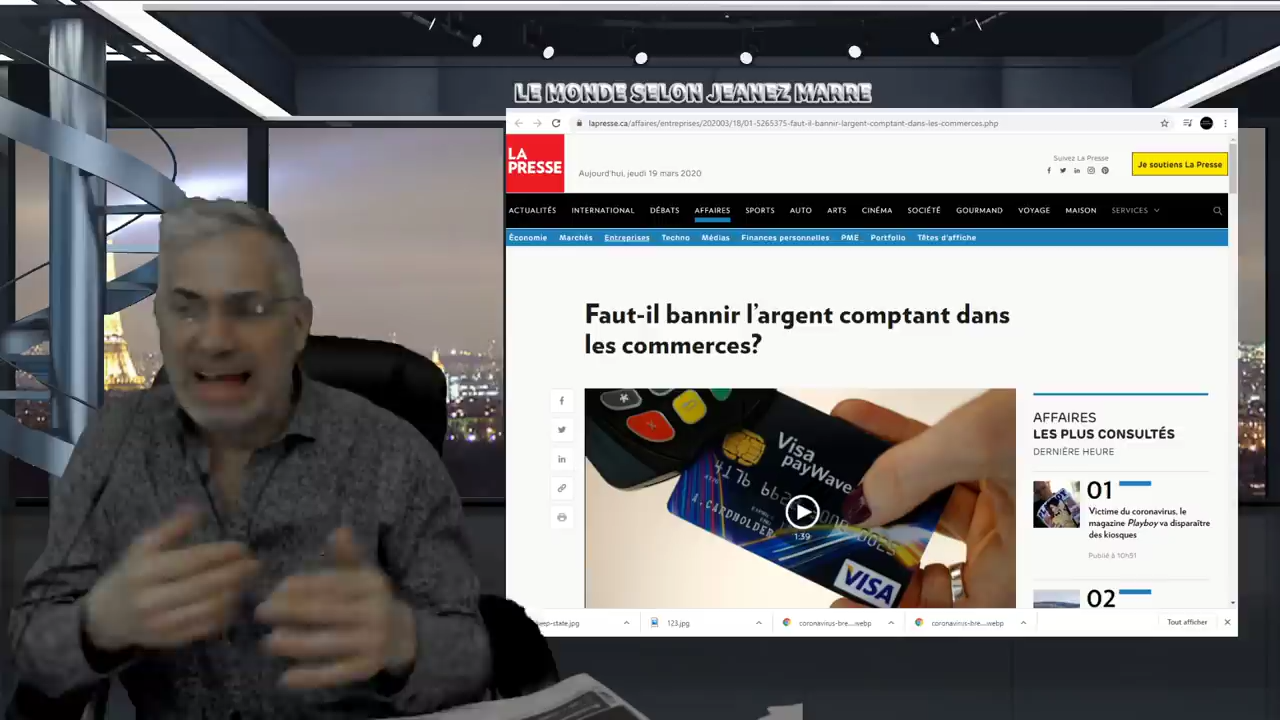 LE MONDE SELON JEANEZ MARRE
lapresse.ca/affaires/entreprises/202003/18/01-5265375-faut-il-bannir-largent-comptant-dans-les-commerces.php
LA
PRESSE
Aujourd'hui, jeudi 19 mars 2020
Suivez La Presse
Je soutiens La Presse
ACTUALITÉS INTERNATIONAL DÉBATS AFFAIRES SPORTS AUTO ARTS CINÉMA SOCIÉTÉ GOURMAND VOYAGE MAISON SERVICES
Économie Marchés Entreprises Techno Médias Finances personnelles PME Portfolio Têtes d'affiche
Faut-il bannir l'argent comptant dans
les commerces?
Visa
payWave
CARDHOLDER
VISA
1:39
AFFAIRES
LES PLUS CONSULTÉS
DERNIÈRE HEURE
01
Victime du coronavirus, le
magazine Playboy va disparaître
des kiosques
Publié à 10h51
02
eep-state.jpg 123.jpg coronavirus-bre....webp coronavirus-bre....webp Tout afficher